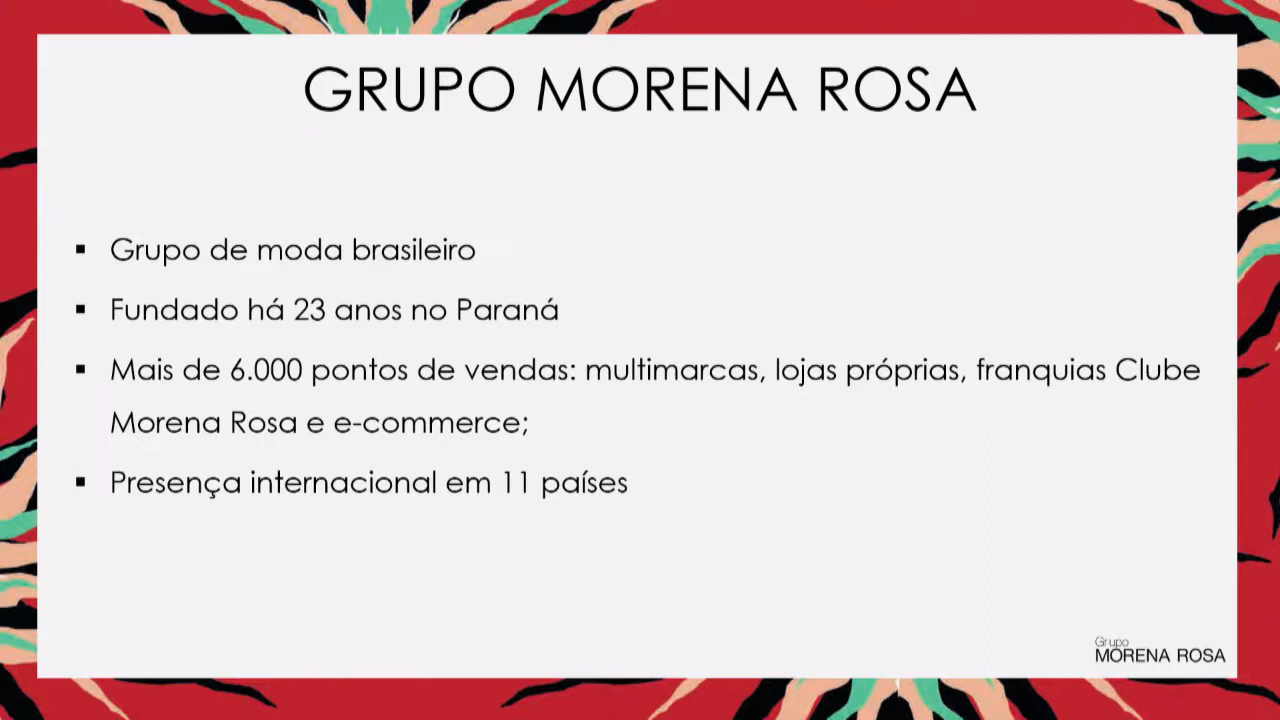 GRUPO MORENA ROSA
▪ Grupo de moda brasileiro
▪ Fundado há 23 anos no Paraná
▪ Mais de 6.000 pontos de vendas: multimarcas, lojas próprias, franquias Clube
Morena Rosa e e-commerce;
▪ Presença internacional em 11 países
Grupo
MORENA ROSA